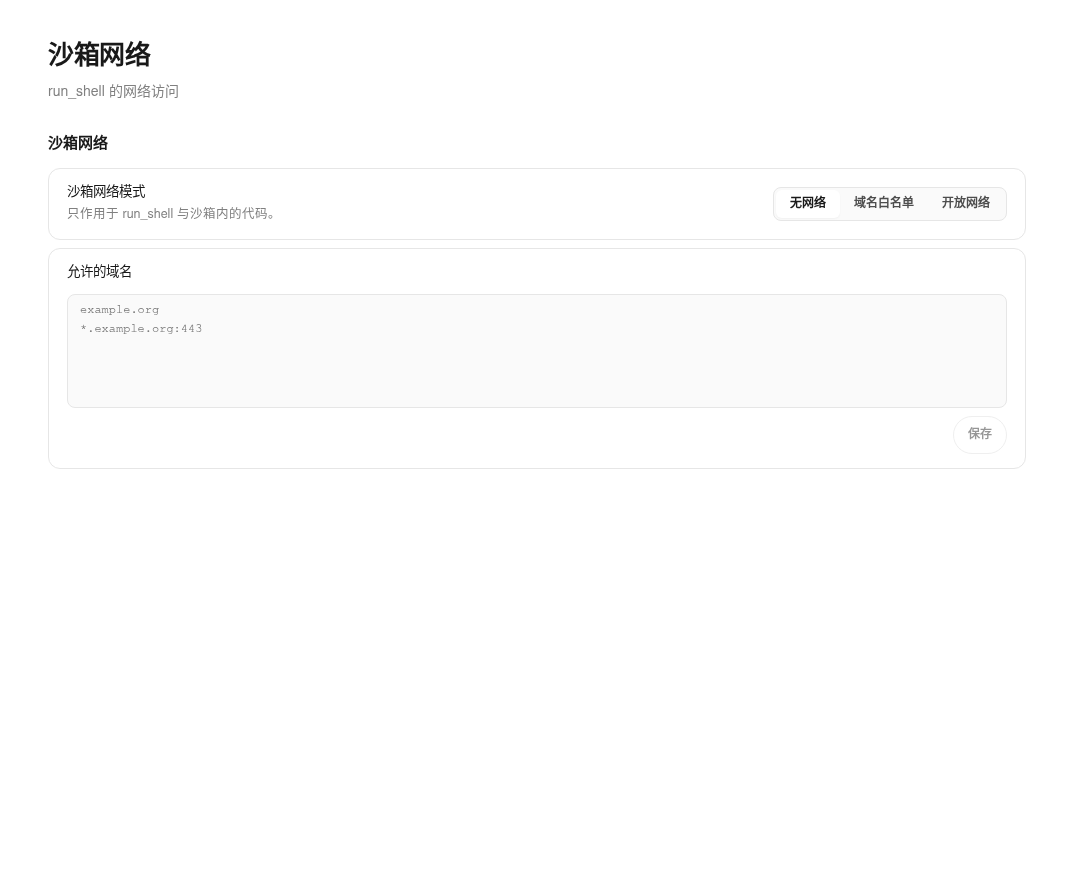 沙箱网络
run_shell 的网络访问
沙箱网络
沙箱网络模式
只作用于 run_shell 与沙箱内的代码。
无网络 域名白名单 开放网络
允许的域名
example.org
*.example.org:443
保存